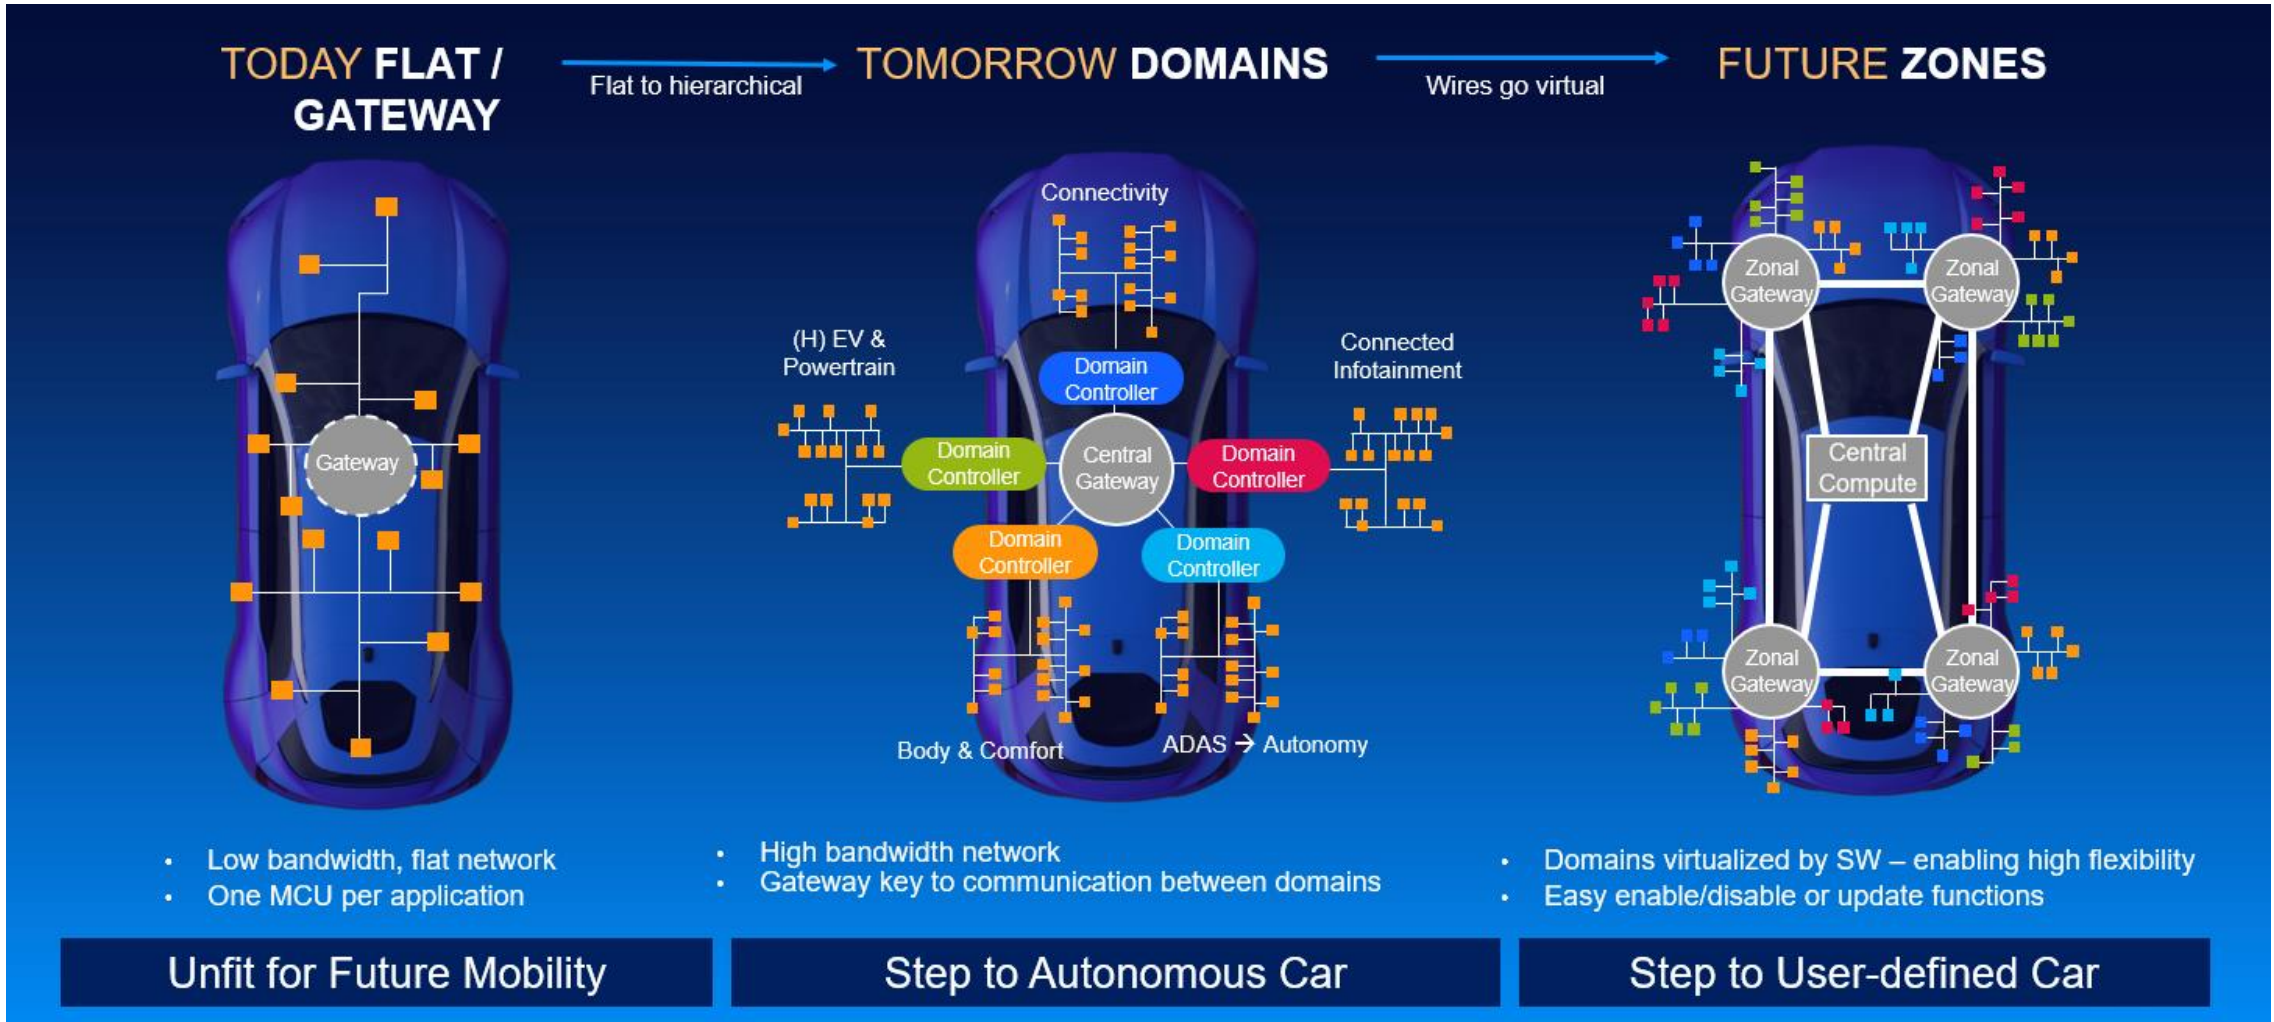 TODAY FLAT /
GATEWAY
Flat to hierarchical
TOMORROW DOMAINS
Wires go virtual
FUTURE ZONES
Gateway
Connectivity
(H) EV &
Powertrain
Connected
Infotainment
Domain
Controller
Domain
Controller
Central
Gateway
Domain
Controller
Domain
Controller
Domain
Controller
Body & Comfort
ADAS → Autonomy
Zonal
Gateway
Zonal
Gateway
Central
Compute
Zonal
Gateway
Zonal
Gateway
• Low bandwidth, flat network
• One MCU per application
• High bandwidth network
• Gateway key to communication between domains
• Domains virtualized by SW – enabling high flexibility
• Easy enable/disable or update functions
Unfit for Future Mobility
Step to Autonomous Car
Step to User-defined Car